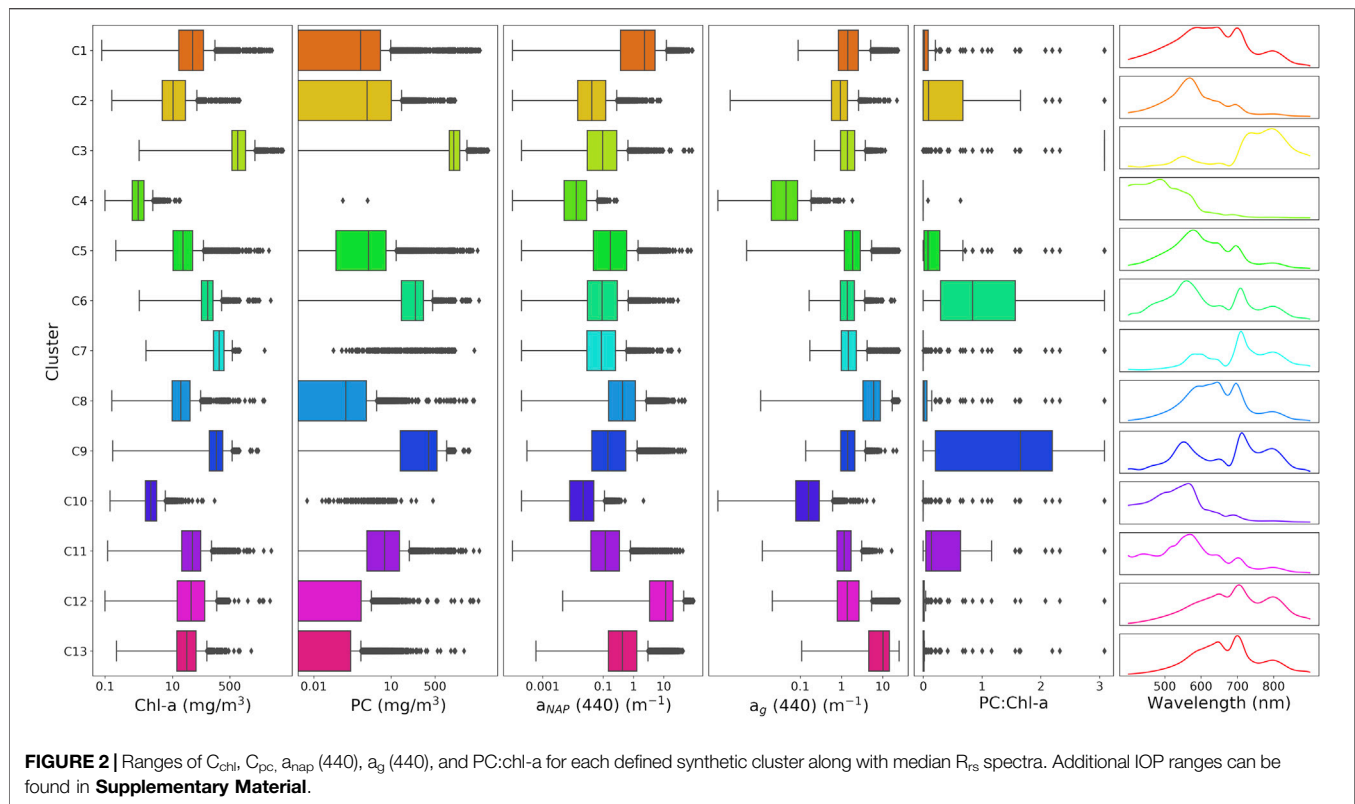 Cluster
C1
C2
C3
C4
C5
C6
C7
C8
C9
C10
C11
C12
C13
0.1 10 500
Chl-a (mg/m³)
0.01 10 500
PC (mg/m³)
0.001 0.1 1 10
a_NAP (440) (m⁻¹)
0.1 1 10
a_g (440) (m⁻¹)
0 1 2 3
PC:Chl-a
500 600 700 800
Wavelength (nm)
FIGURE 2 | Ranges of C_chl, C_pc, a_nap (440), a_g (440), and PC:chl-a for each defined synthetic cluster along with median R_rs spectra. Additional IOP ranges can be
found in Supplementary Material.